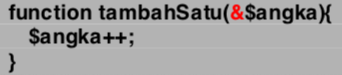 function tambahSatu(&$angka){
$angka++;
}